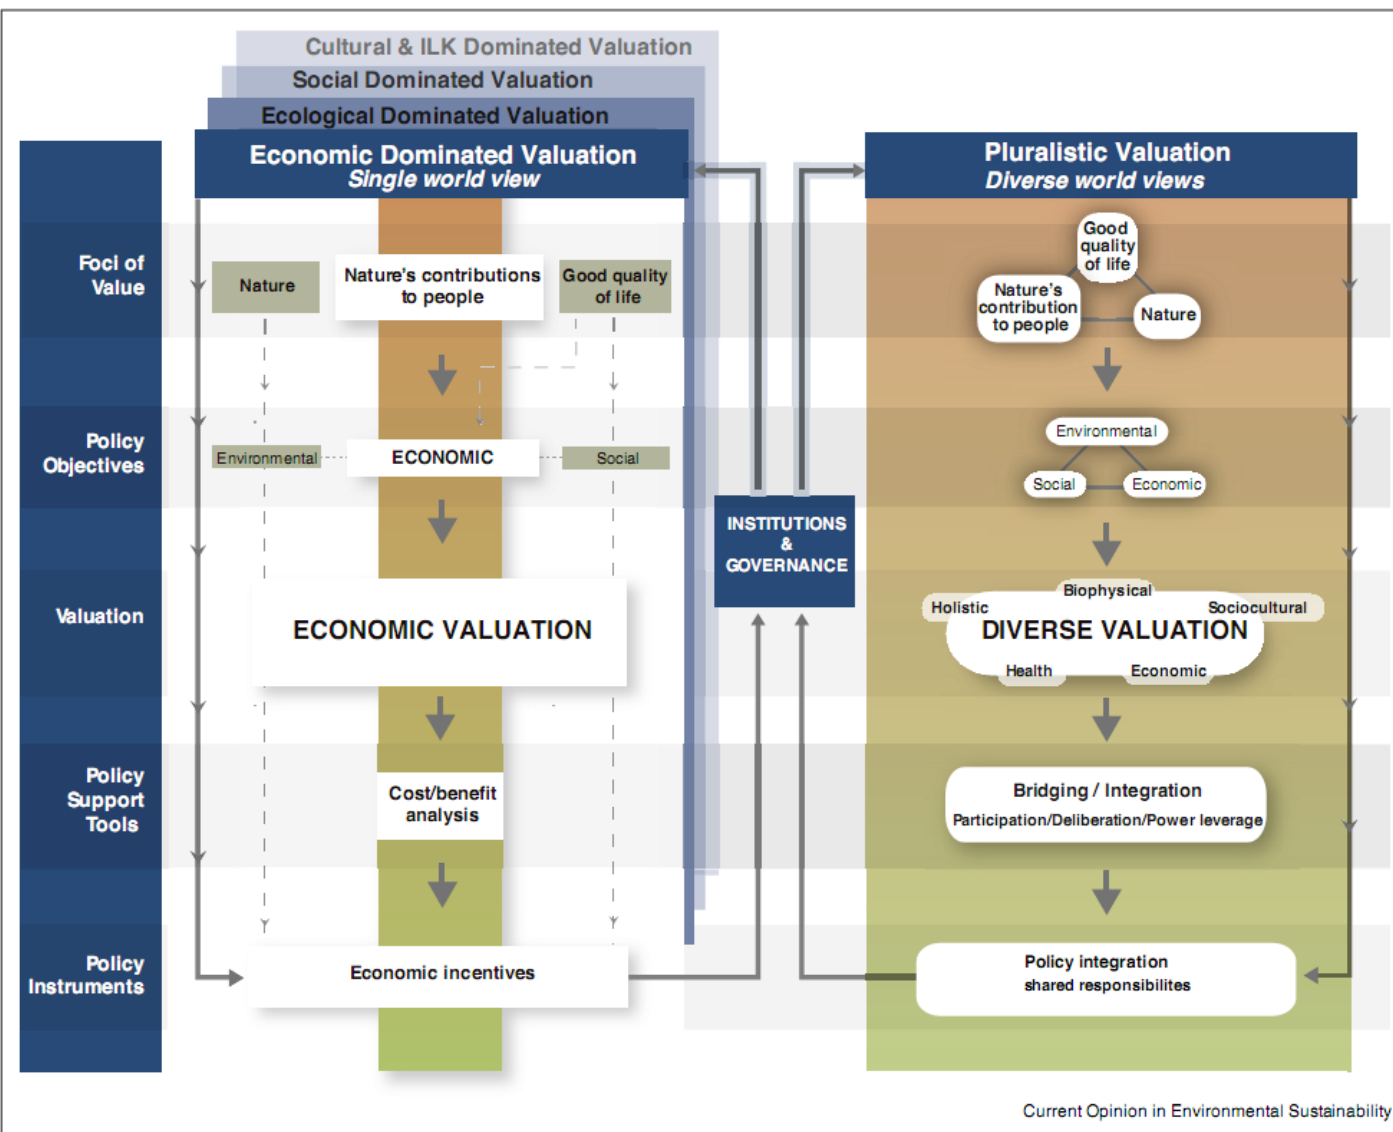 Cultural & ILK Dominated Valuation
Social Dominated Valuation
Ecological Dominated Valuation
Economic Dominated Valuation
Single world view
Pluralistic Valuation
Diverse world views
Foci of
Value
Nature
Nature's contributions
to people
Good quality
of life
Good
quality
of life
Nature's
contribution
to people
Nature
Policy
Objectives
Environmental
ECONOMIC
Social
Environmental
Social
Economic
INSTITUTIONS
&
GOVERNANCE
Valuation
ECONOMIC VALUATION
Biophysical
Holistic
Sociocultural
DIVERSE VALUATION
Health
Economic
Policy
Support
Tools
Cost/benefit
analysis
Bridging / Integration
Participation/Deliberation/Power leverage
Policy
Instruments
Economic incentives
Policy integration
shared responsibilites
Current Opinion in Environmental Sustainability